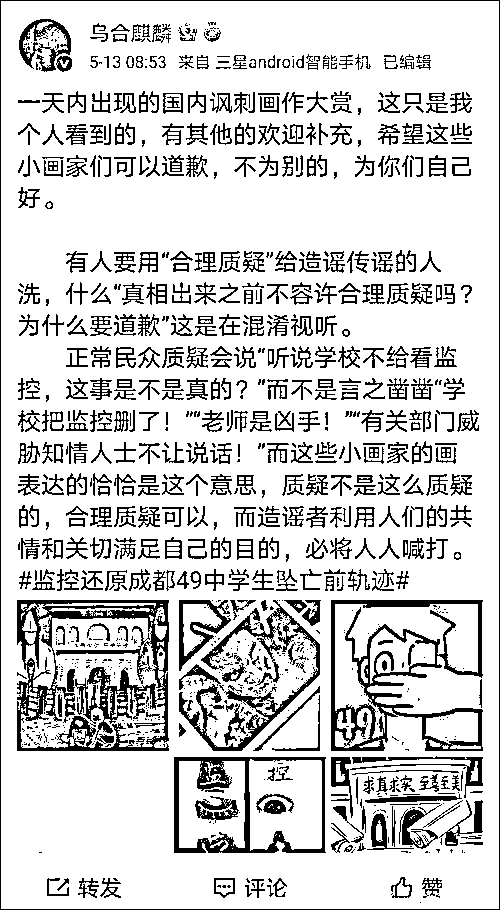 乌合麒麟
5-13 08:53 来自 三星android智能手机 已编辑
一天内出现的国内讽刺画作大赏，这只是我
个人看到的，有其他的欢迎补充，希望这些
小画家们可以道歉，不为别的，为你们自己
好。
有人要用“合理质疑”给造谣传谣的人
洗，什么“真相出来之前不容许合理质疑吗？
为什么要道歉”这是在混淆视听。
正常民众质疑会说“听说学校不给看监
控，这事是不是真的？”而不是言之凿凿“学
校把监控删了！”“老师是凶手！”“有关部门威
胁知情人士不让说话！”而这些小画家的画
表达的恰恰是这个意思，质疑不是这么质疑
的，合理质疑可以，而造谣者利用人们的共
情和关切满足自己的目的，必将人人喊打。
#监控还原成都49中学生坠亡前轨迹#
49
监 控
求真求实 至善至美
转发
评论
赞